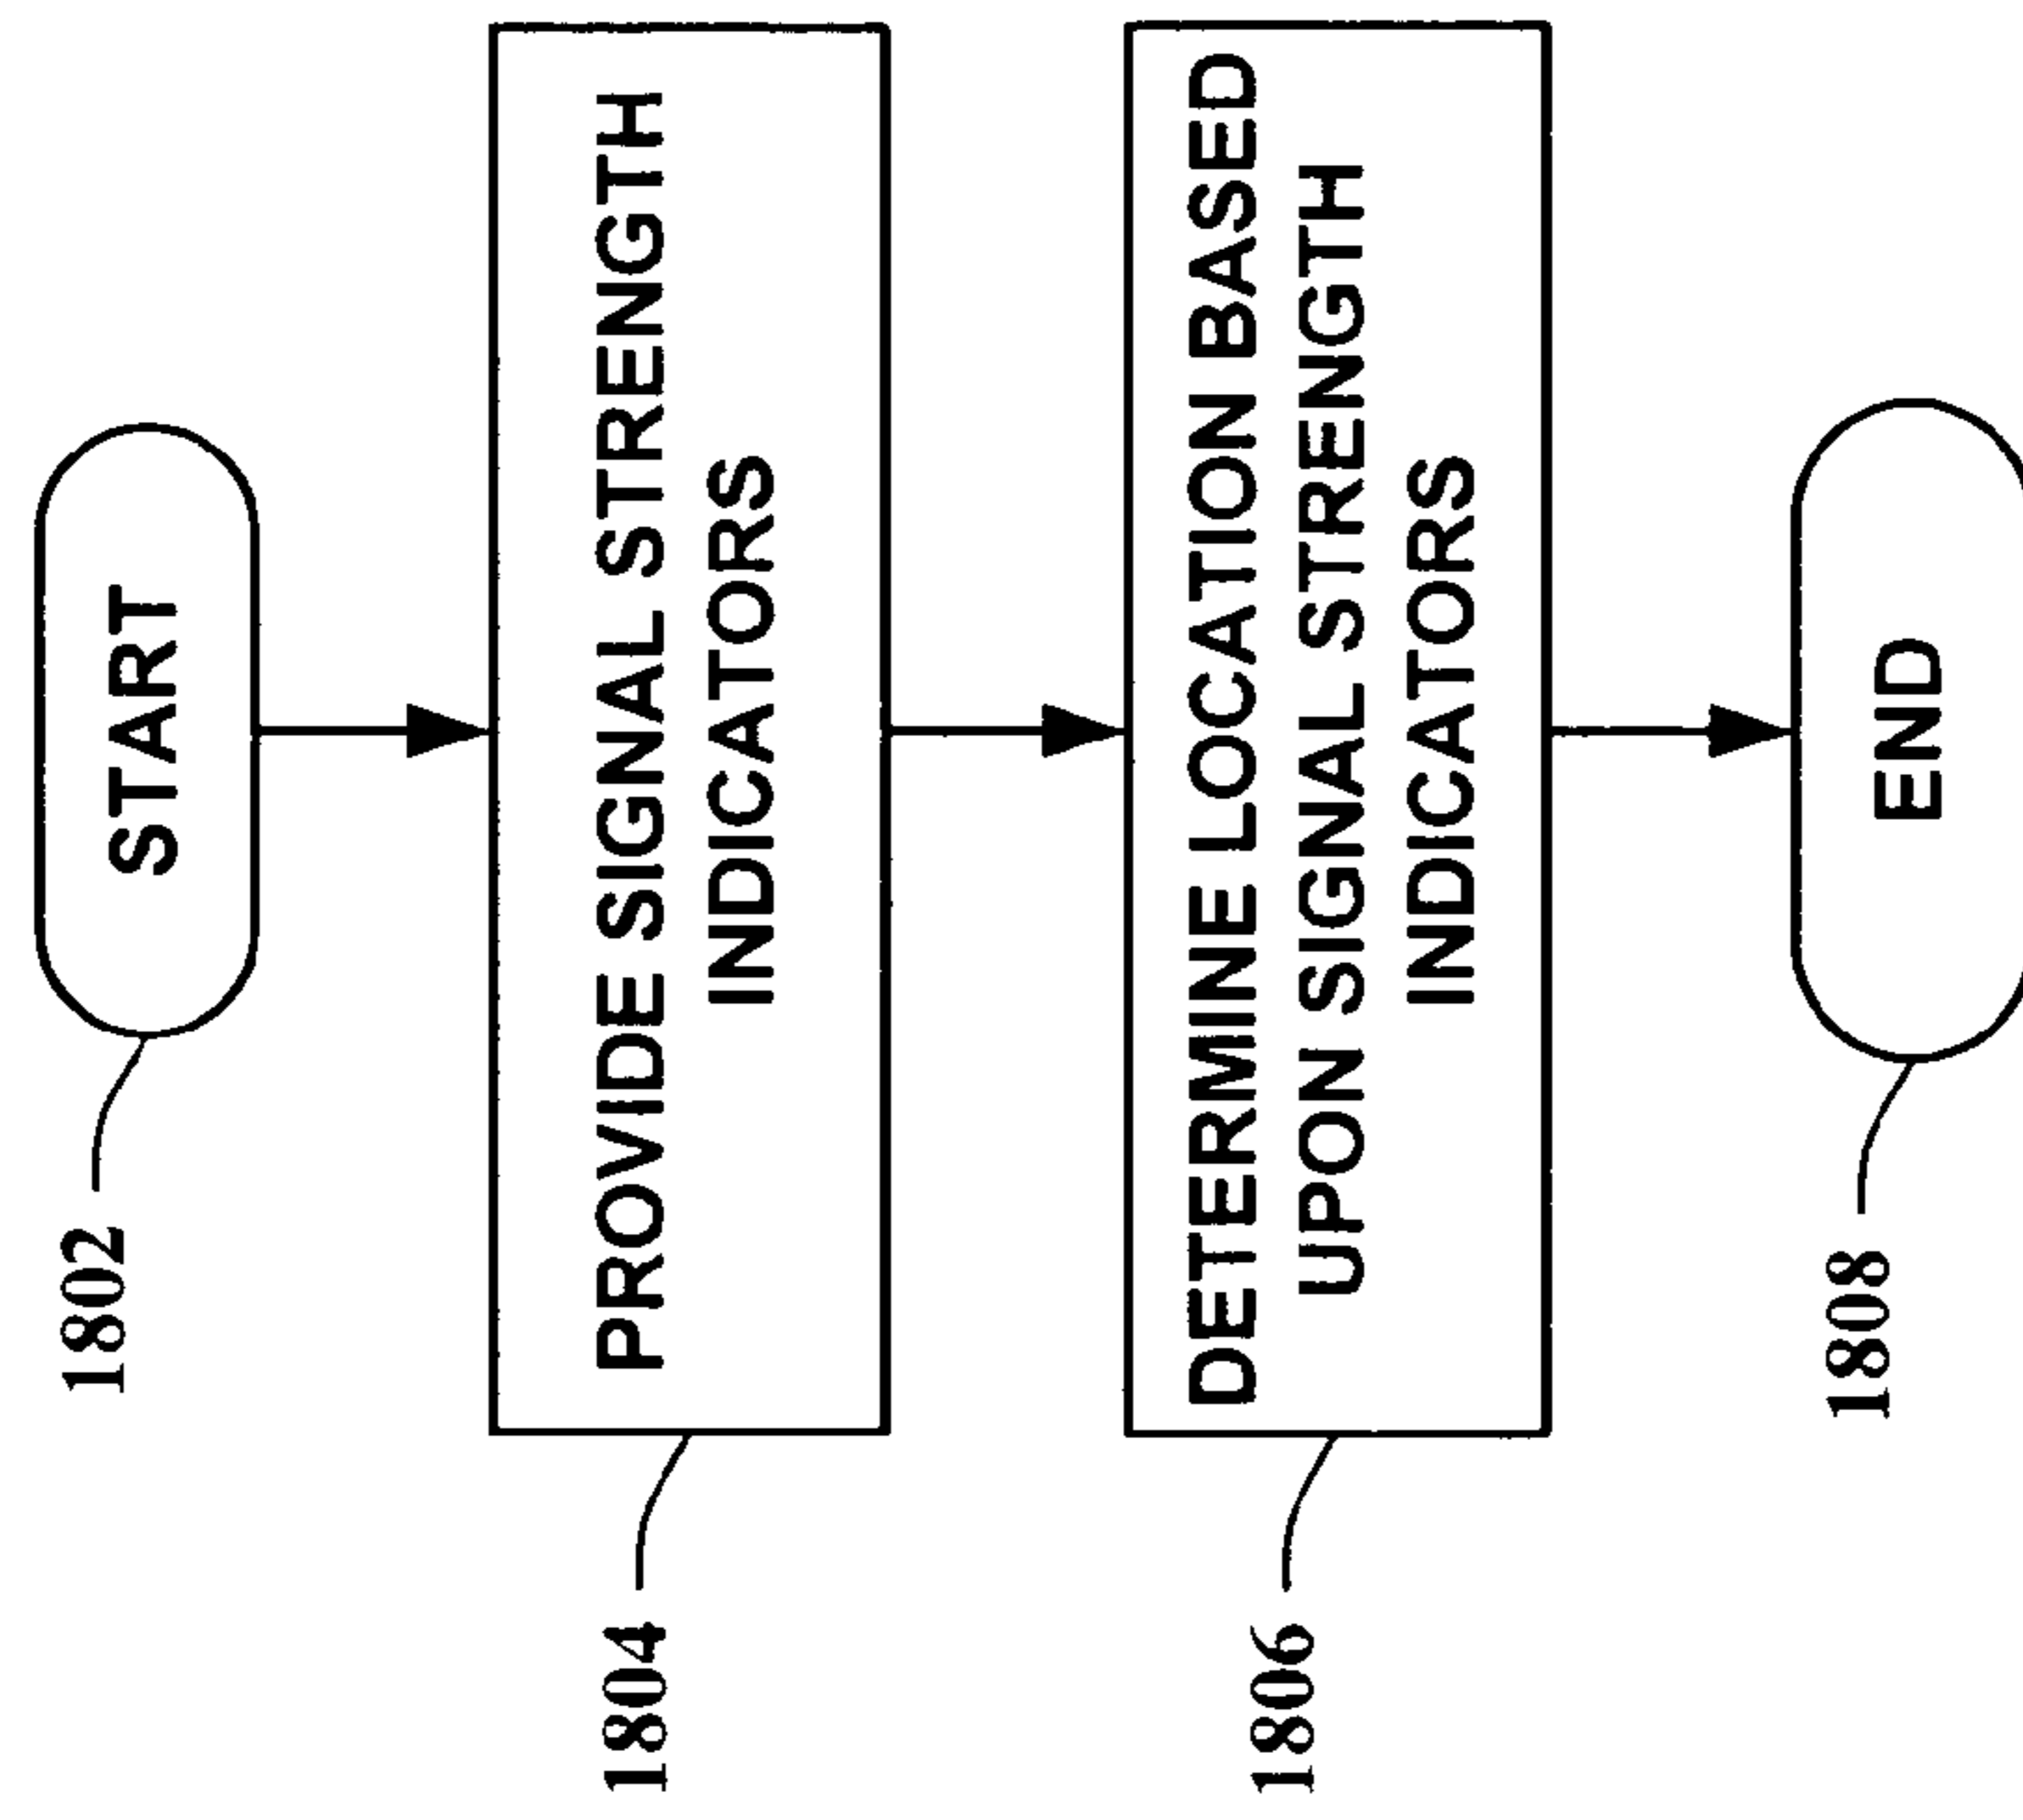 1802
START
1804
PROVIDE SIGNAL STRENGTH
INDICATORS
1806
DETERMINE LOCATION BASED
UPON SIGNAL STRENGTH
INDICATORS
1808
END